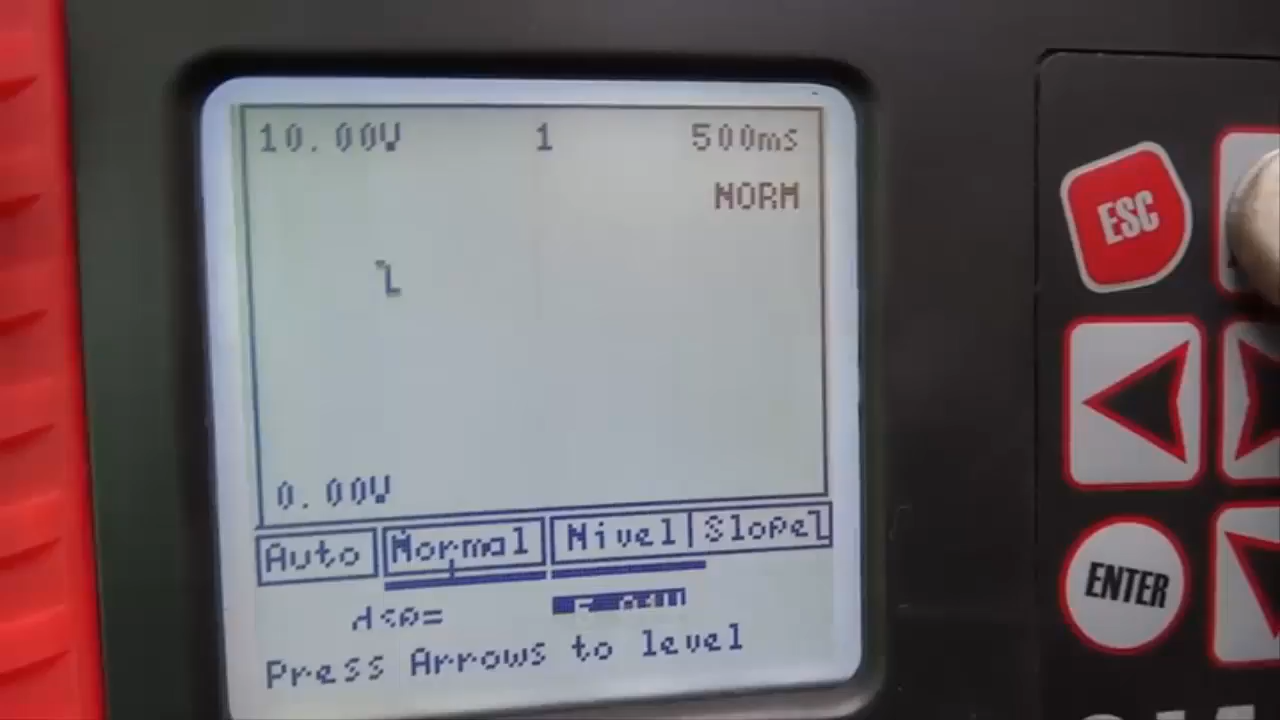 10.00V 1 500ms
NORM
0.00V
Auto Normal Nivel Slope
Press Arrows to level
ESC
ENTER